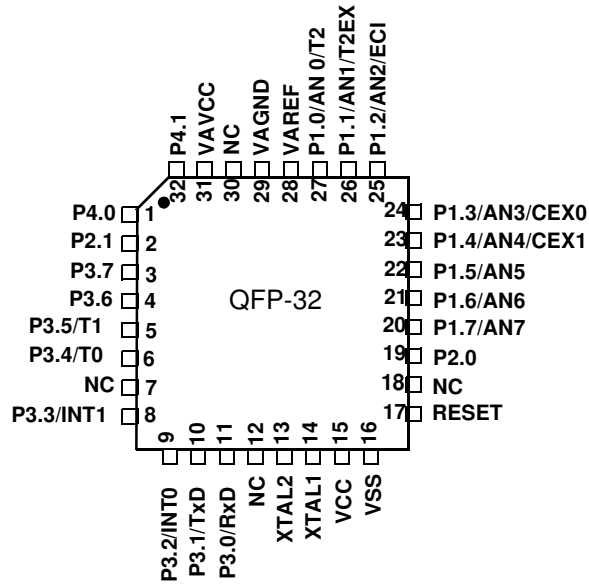 P4.1
VAVCC
NC
VAGND
VAREF
P1.0/AN 0/T2
P1.1/AN1/T2EX
P1.2/AN2/ECI
32
31
30
29
28
27
26
25
P4.0 1
P2.1 2
P3.7 3
P3.6 4
P3.5/T1 5
P3.4/T0 6
NC 7
P3.3/INT1 8
QFP-32
24 P1.3/AN3/CEX0
23 P1.4/AN4/CEX1
22 P1.5/AN5
21 P1.6/AN6
20 P1.7/AN7
19 P2.0
18 NC
17 RESET
9
10
11
12
13
14
15
16
P3.2/INT0
P3.1/TxD
P3.0/RxD
NC
XTAL2
XTAL1
VCC
VSS